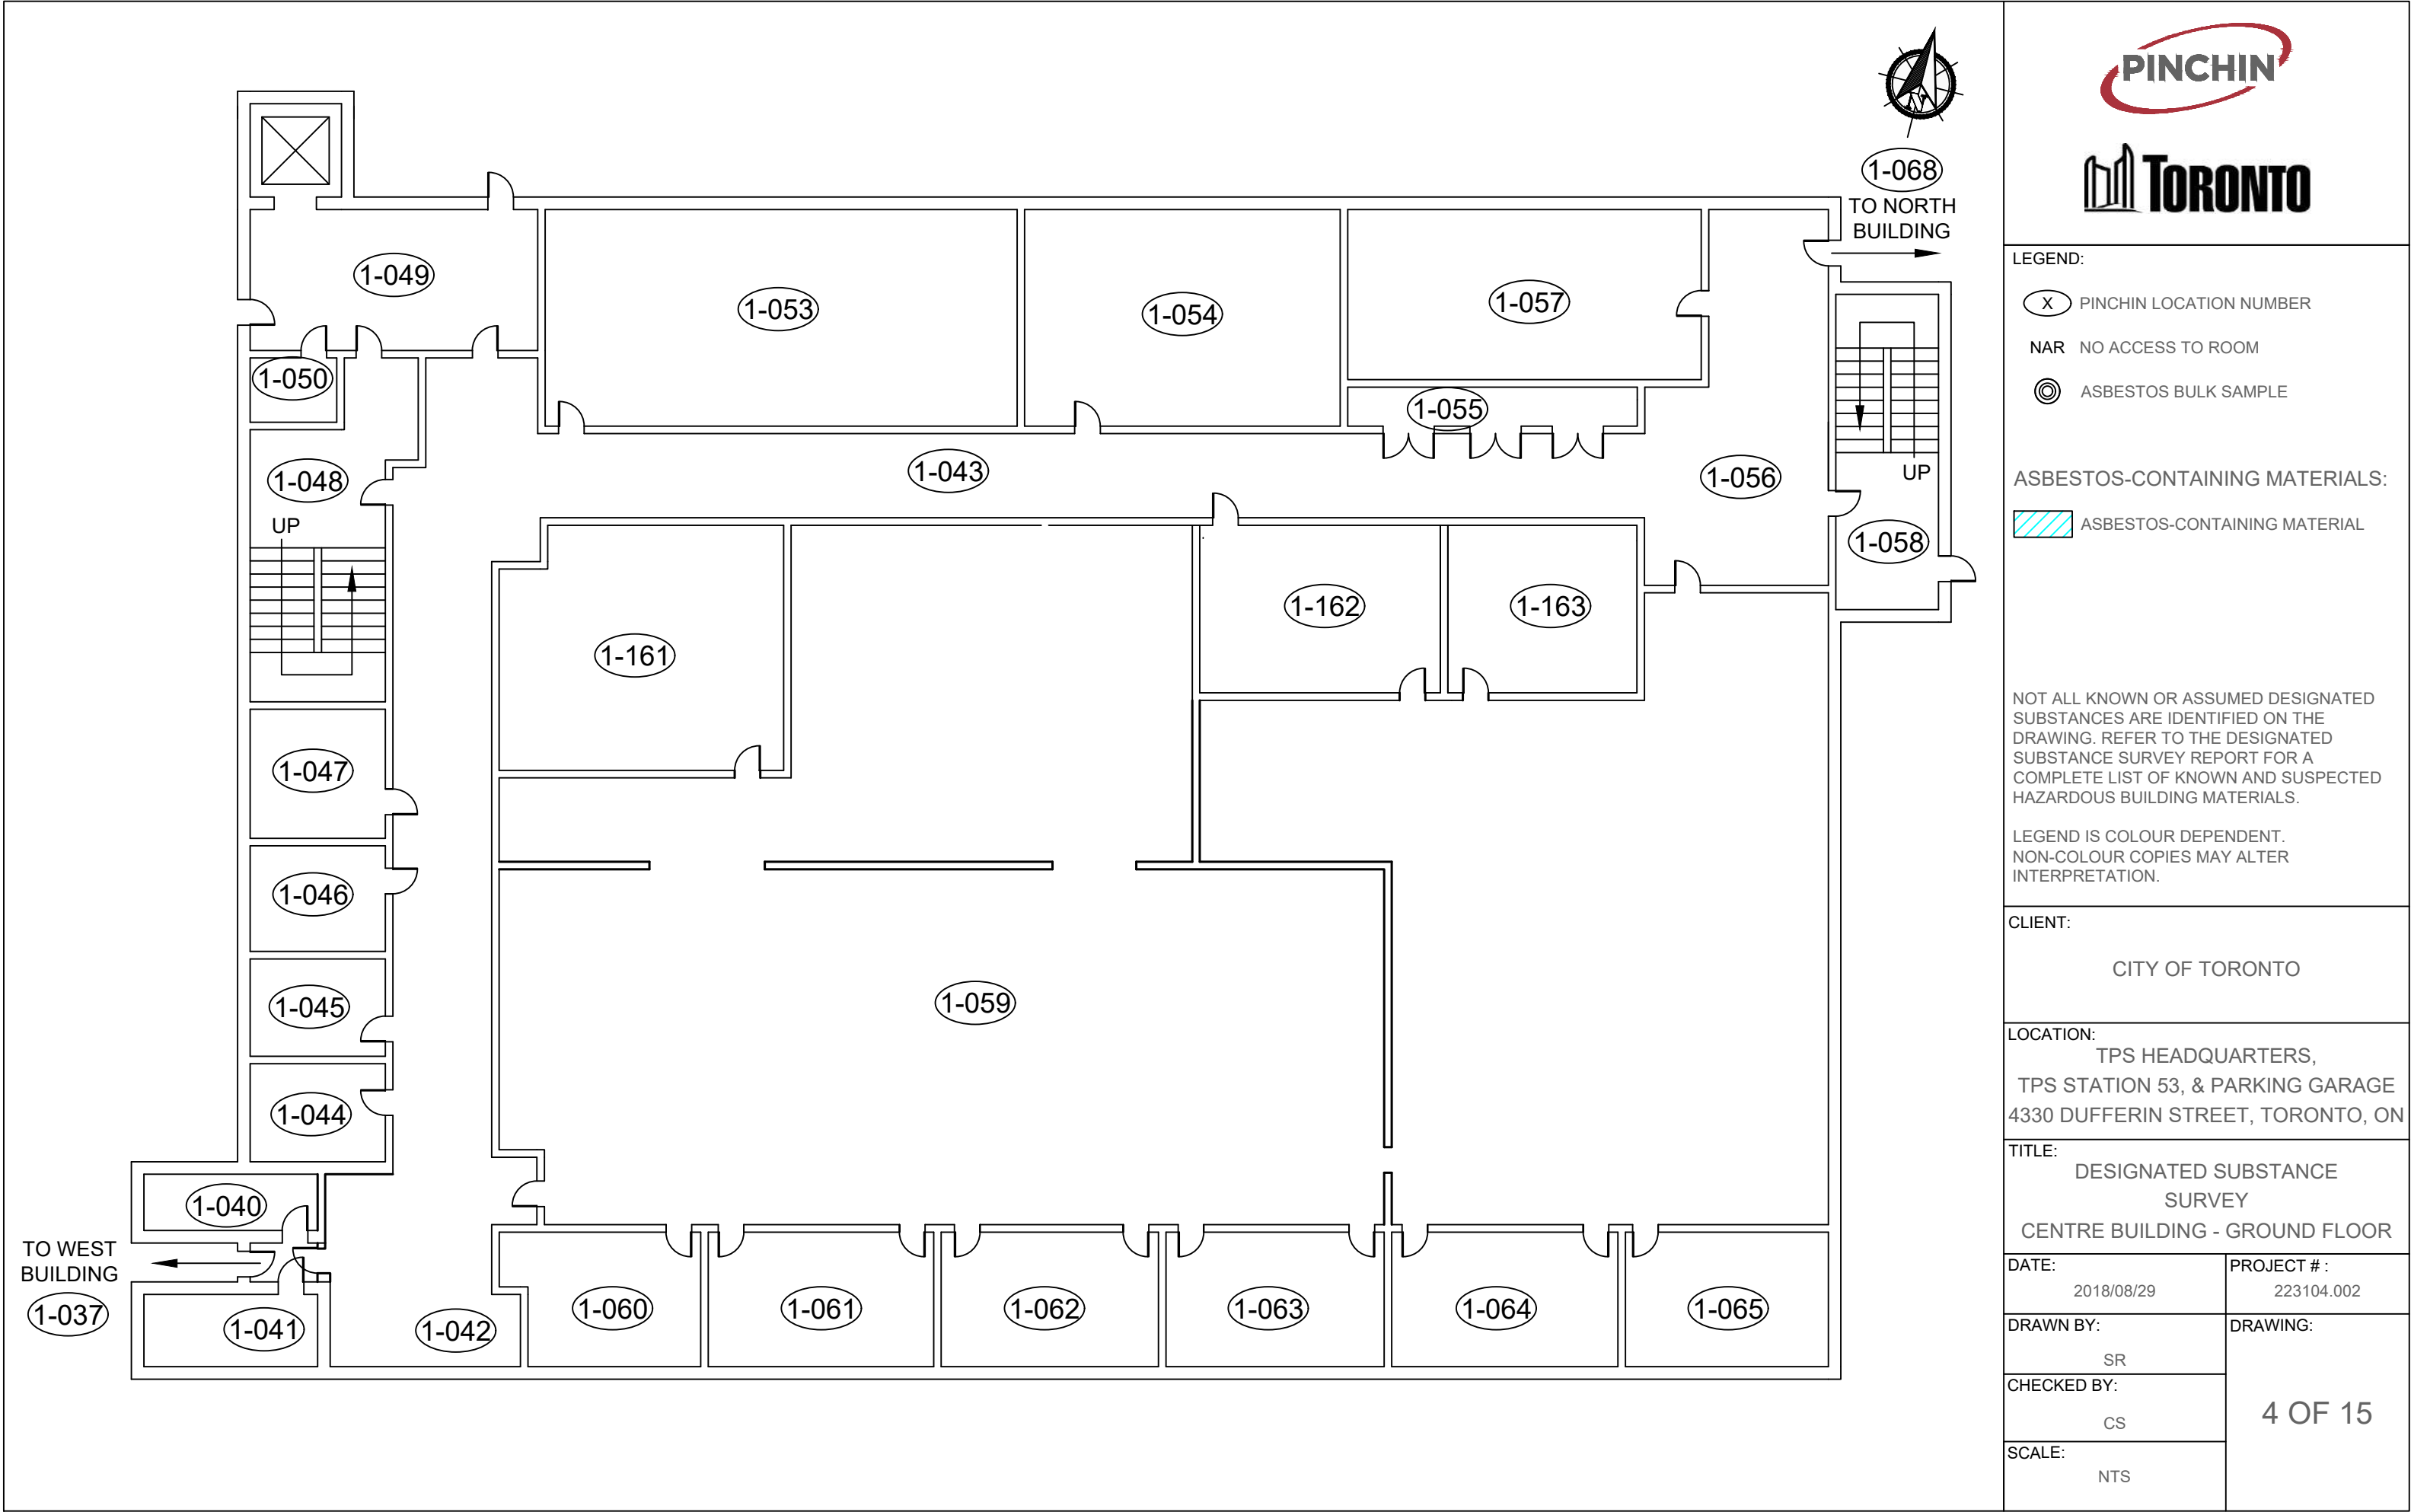 1-068
TO NORTH
BUILDING
1-049
1-053
1-054
1-057
1-050
1-055
1-048
1-043
1-056
UP
UP
1-058
1-162
1-163
1-161
1-047
1-046
1-045
1-059
1-044
1-040
TO WEST
BUILDING
1-037
1-041
1-042
1-060
1-061
1-062
1-063
1-064
1-065
PINCHIN
TORONTO
LEGEND:
X PINCHIN LOCATION NUMBER
NAR NO ACCESS TO ROOM
ASBESTOS BULK SAMPLE
ASBESTOS-CONTAINING MATERIALS:
ASBESTOS-CONTAINING MATERIAL
NOT ALL KNOWN OR ASSUMED DESIGNATED
SUBSTANCES ARE IDENTIFIED ON THE
DRAWING. REFER TO THE DESIGNATED
SUBSTANCE SURVEY REPORT FOR A
COMPLETE LIST OF KNOWN AND SUSPECTED
HAZARDOUS BUILDING MATERIALS.
LEGEND IS COLOUR DEPENDENT.
NON-COLOUR COPIES MAY ALTER
INTERPRETATION.
CLIENT:
CITY OF TORONTO
LOCATION:
TPS HEADQUARTERS,
TPS STATION 53, & PARKING GARAGE
4330 DUFFERIN STREET, TORONTO, ON
TITLE:
DESIGNATED SUBSTANCE
SURVEY
CENTRE BUILDING - GROUND FLOOR
DATE:
2018/08/29
PROJECT # :
223104.002
DRAWN BY:
SR
DRAWING:
4 OF 15
CHECKED BY:
CS
SCALE:
NTS